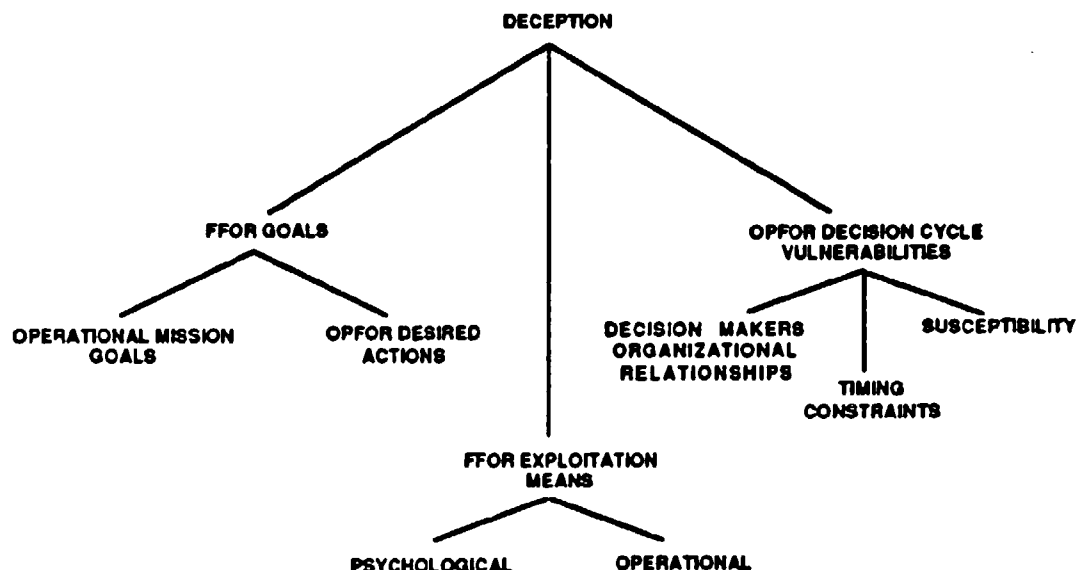 DECEPTION
FFOR GOALS
OPFOR DECISION CYCLE
VULNERABILITIES
OPERATIONAL MISSION
GOALS
OPFOR DESIRED
ACTIONS
DECISION MAKERS
ORGANIZATIONAL
RELATIONSHIPS
SUSCEPTIBILITY
TIMING
CONSTRAINTS
FFOR EXPLOITATION
MEANS
PSYCHOLOGICAL
OPERATIONAL